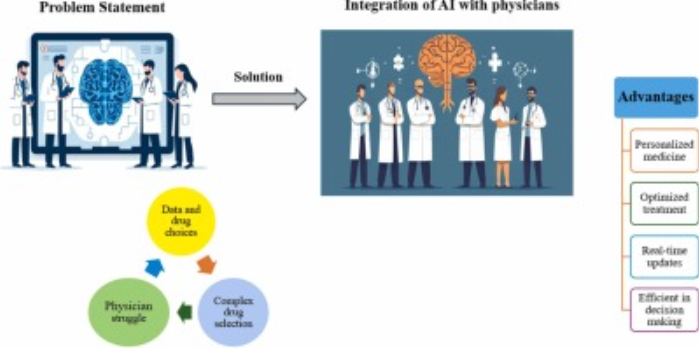 Problem Statement
Integration of AI with physicians
Solution
Advantages
Personalized
medicine
Optimized
treatment
Real-time
updates
Efficient in
decision
making
Data and
drug
choices
Complex
drug
selection
Physician
struggle